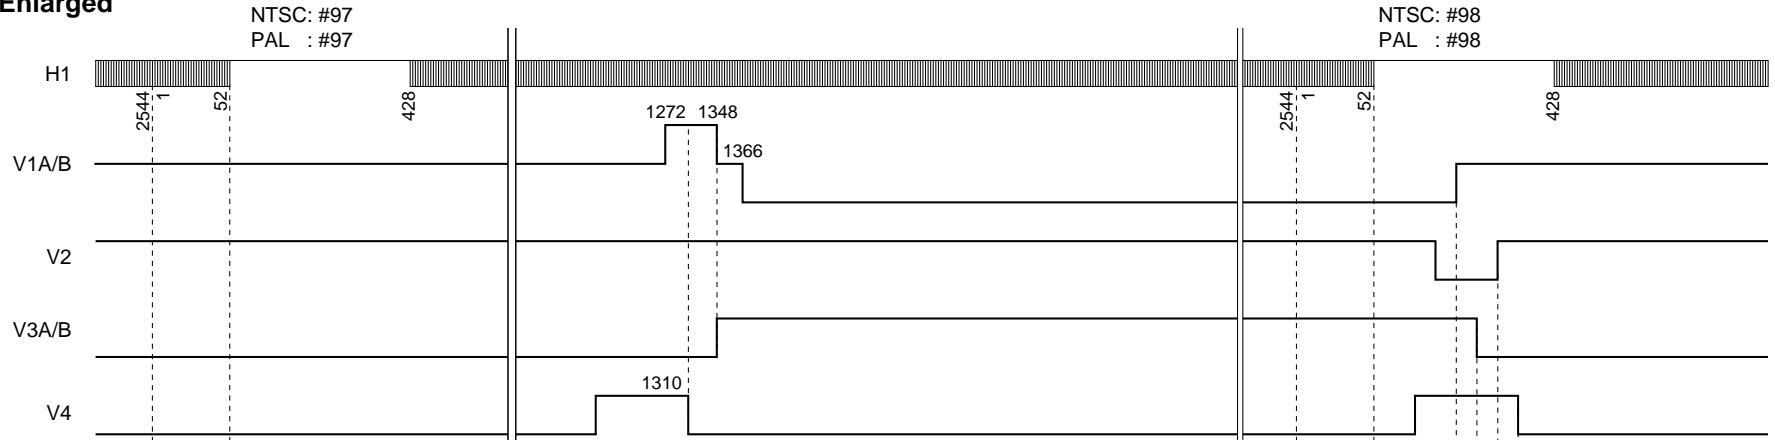 Enlarged
NTSC: #97
PAL : #97
NTSC: #98
PAL : #98
H1
2544
1
52
428
2544
1
52
428
1272 1348
V1A/B
1366
V2
V3A/B
1310
V4